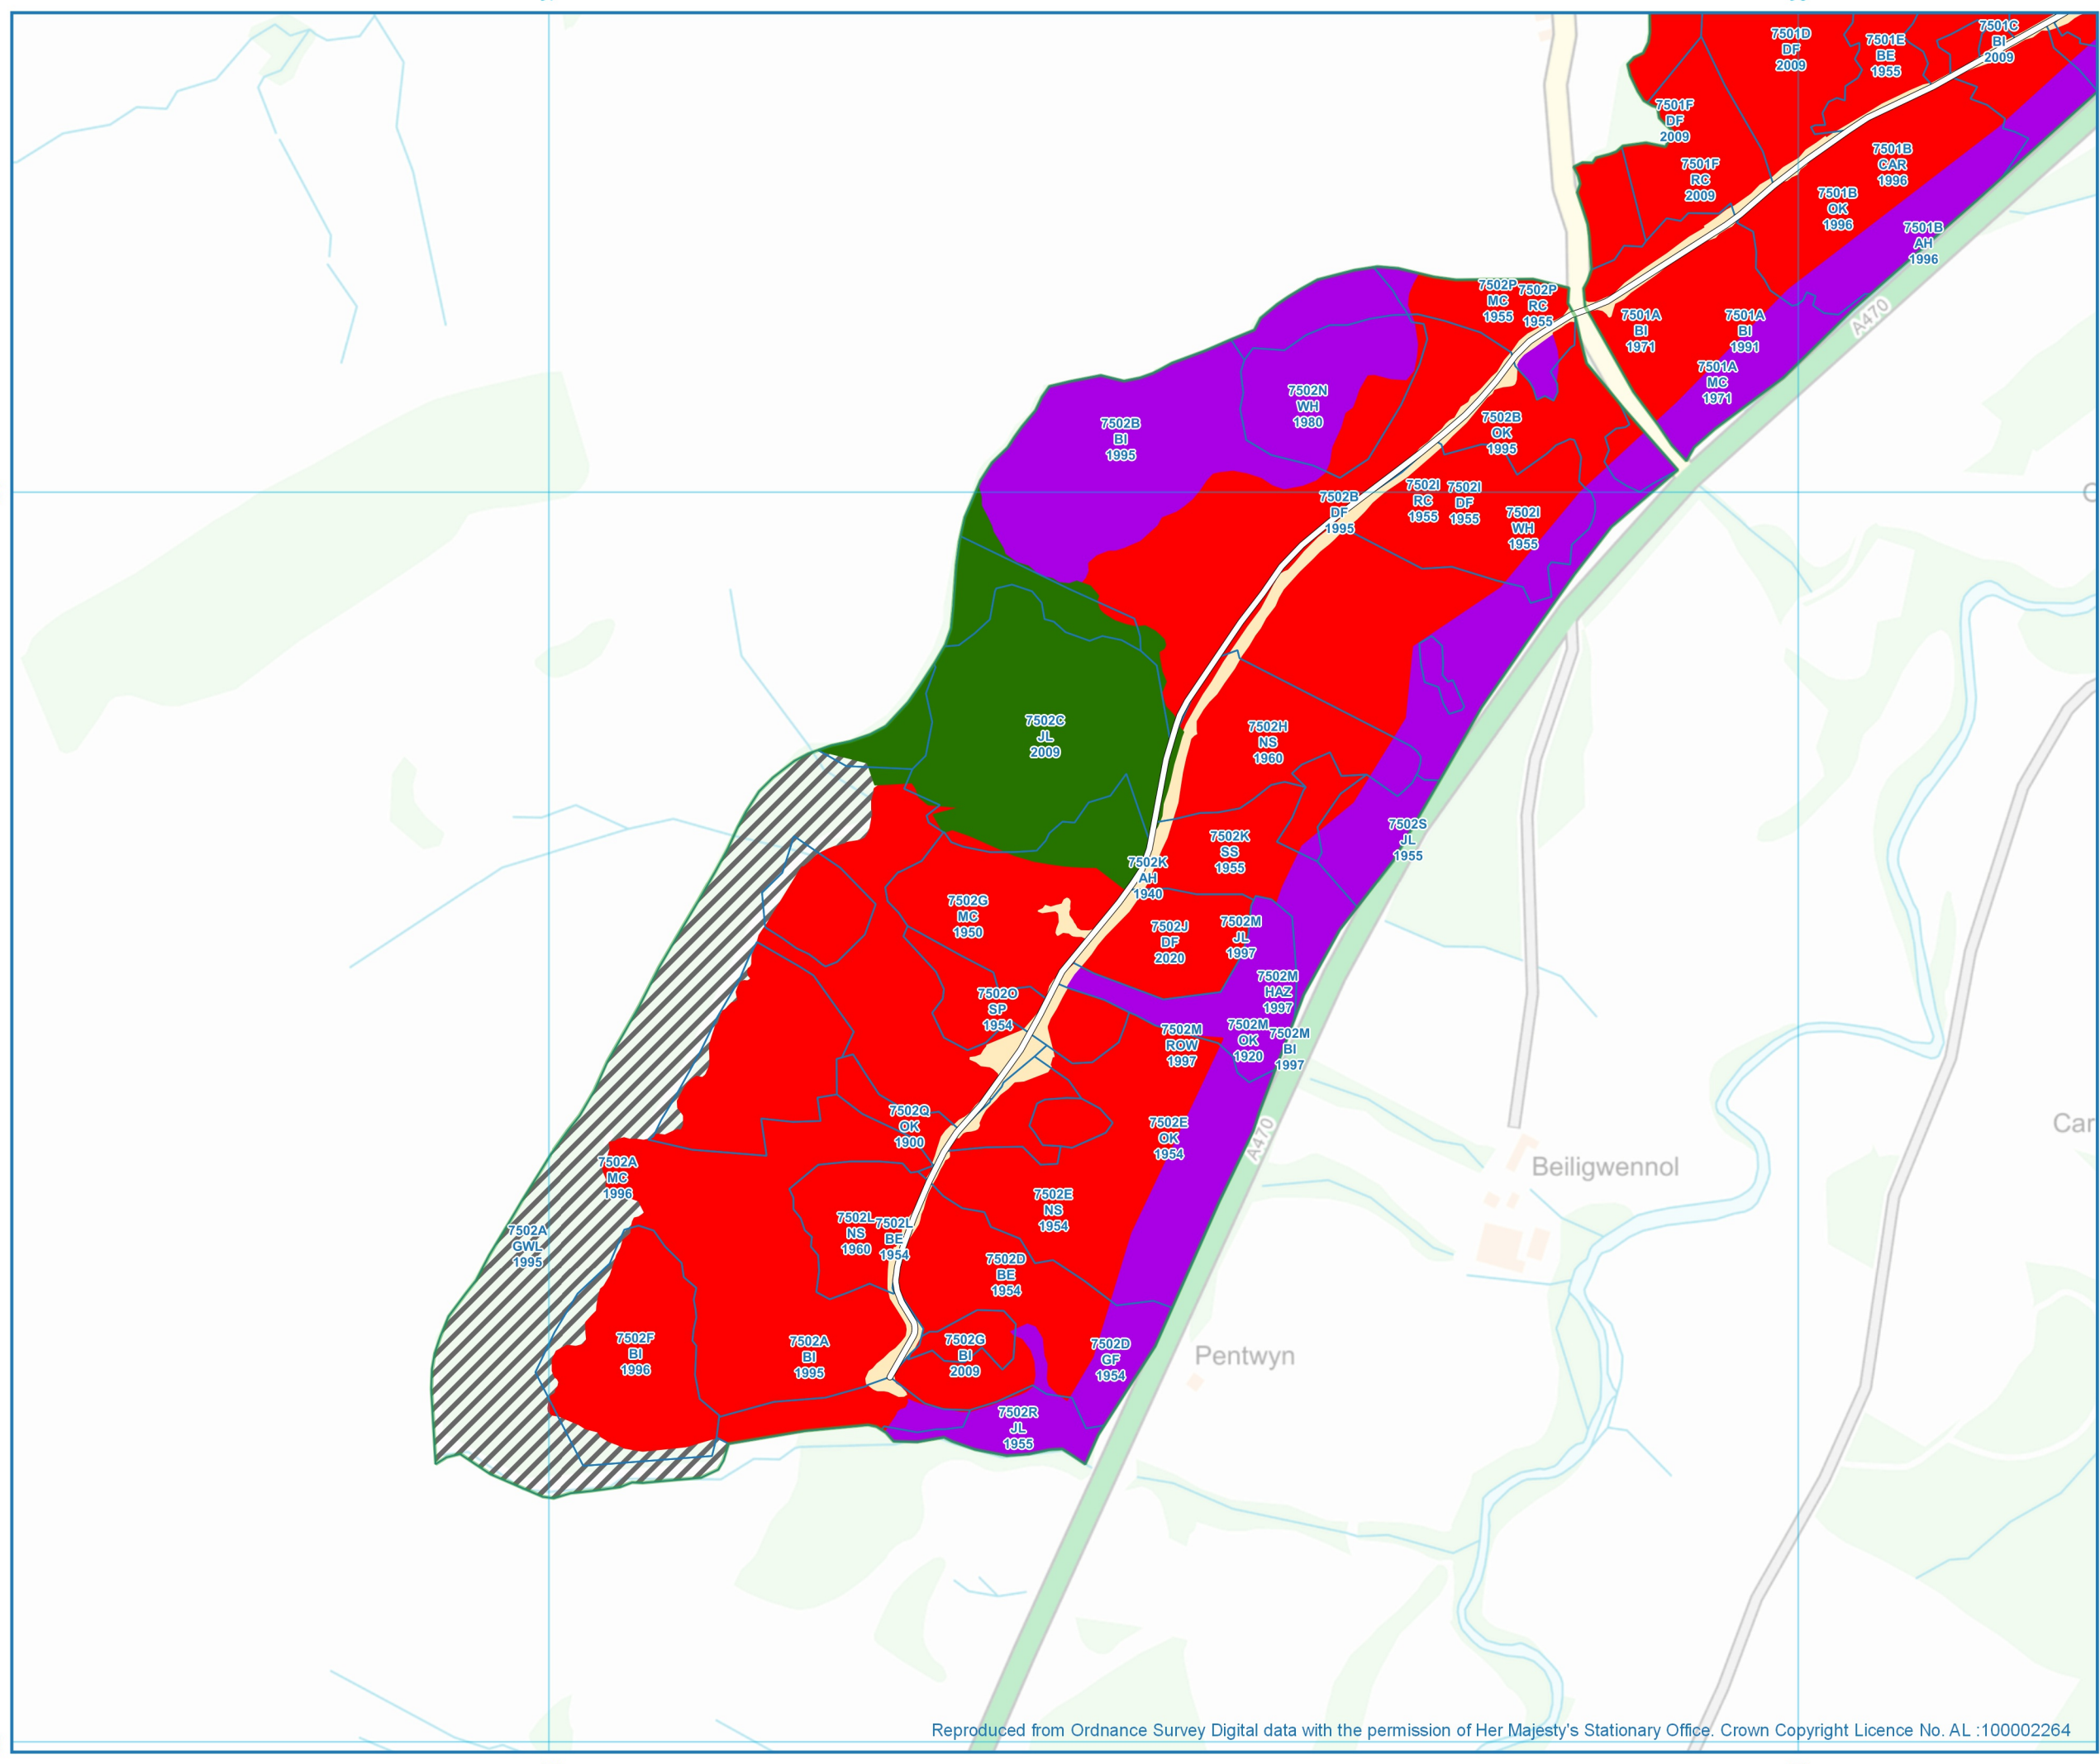 7501C
BI
2009
7501D
DF
2009
7501E
BE
1955
7501F
DF
2009
7501F
RC
2009
7501B
CAR
1996
7501B
OK
1996
7501B
AH
1996
A470
7502P
MC
1955
7502P
RC
1955
7501A
BI
1971
7501A
BI
1991
7501A
MC
1971
7502N
WH
1980
7502B
BI
1995
7502B
OK
1995
7502B
DF
1995
7502I
RC
1955
7502I
DF
1955
7502I
WH
1955
7502C
JL
2009
7502H
NS
1960
7502K
SS
1955
7502S
JL
1955
7502K
AH
1940
7502G
MC
1950
7502J
DF
2020
7502M
JL
1997
7502M
HAZ
1997
7502O
SP
1954
7502M
ROW
1997
7502M
OK
1920
7502M
BI
1997
7502Q
OK
1900
7502E
OK
1954
A470
Car
Beiligwennol
7502A
MC
1996
7502A
GWL
1995
7502E
NS
1954
7502L
NS
1960
7502L
BE
1954
7502D
BE
1954
7502F
BI
1996
7502A
BI
1995
7502G
BI
2009
7502D
GF
1954
Pentwyn
7502R
JL
1955
Reproduced from Ordnance Survey Digital data with the permission of Her Majesty's Stationary Office. Crown Copyright Licence No. AL :100002264